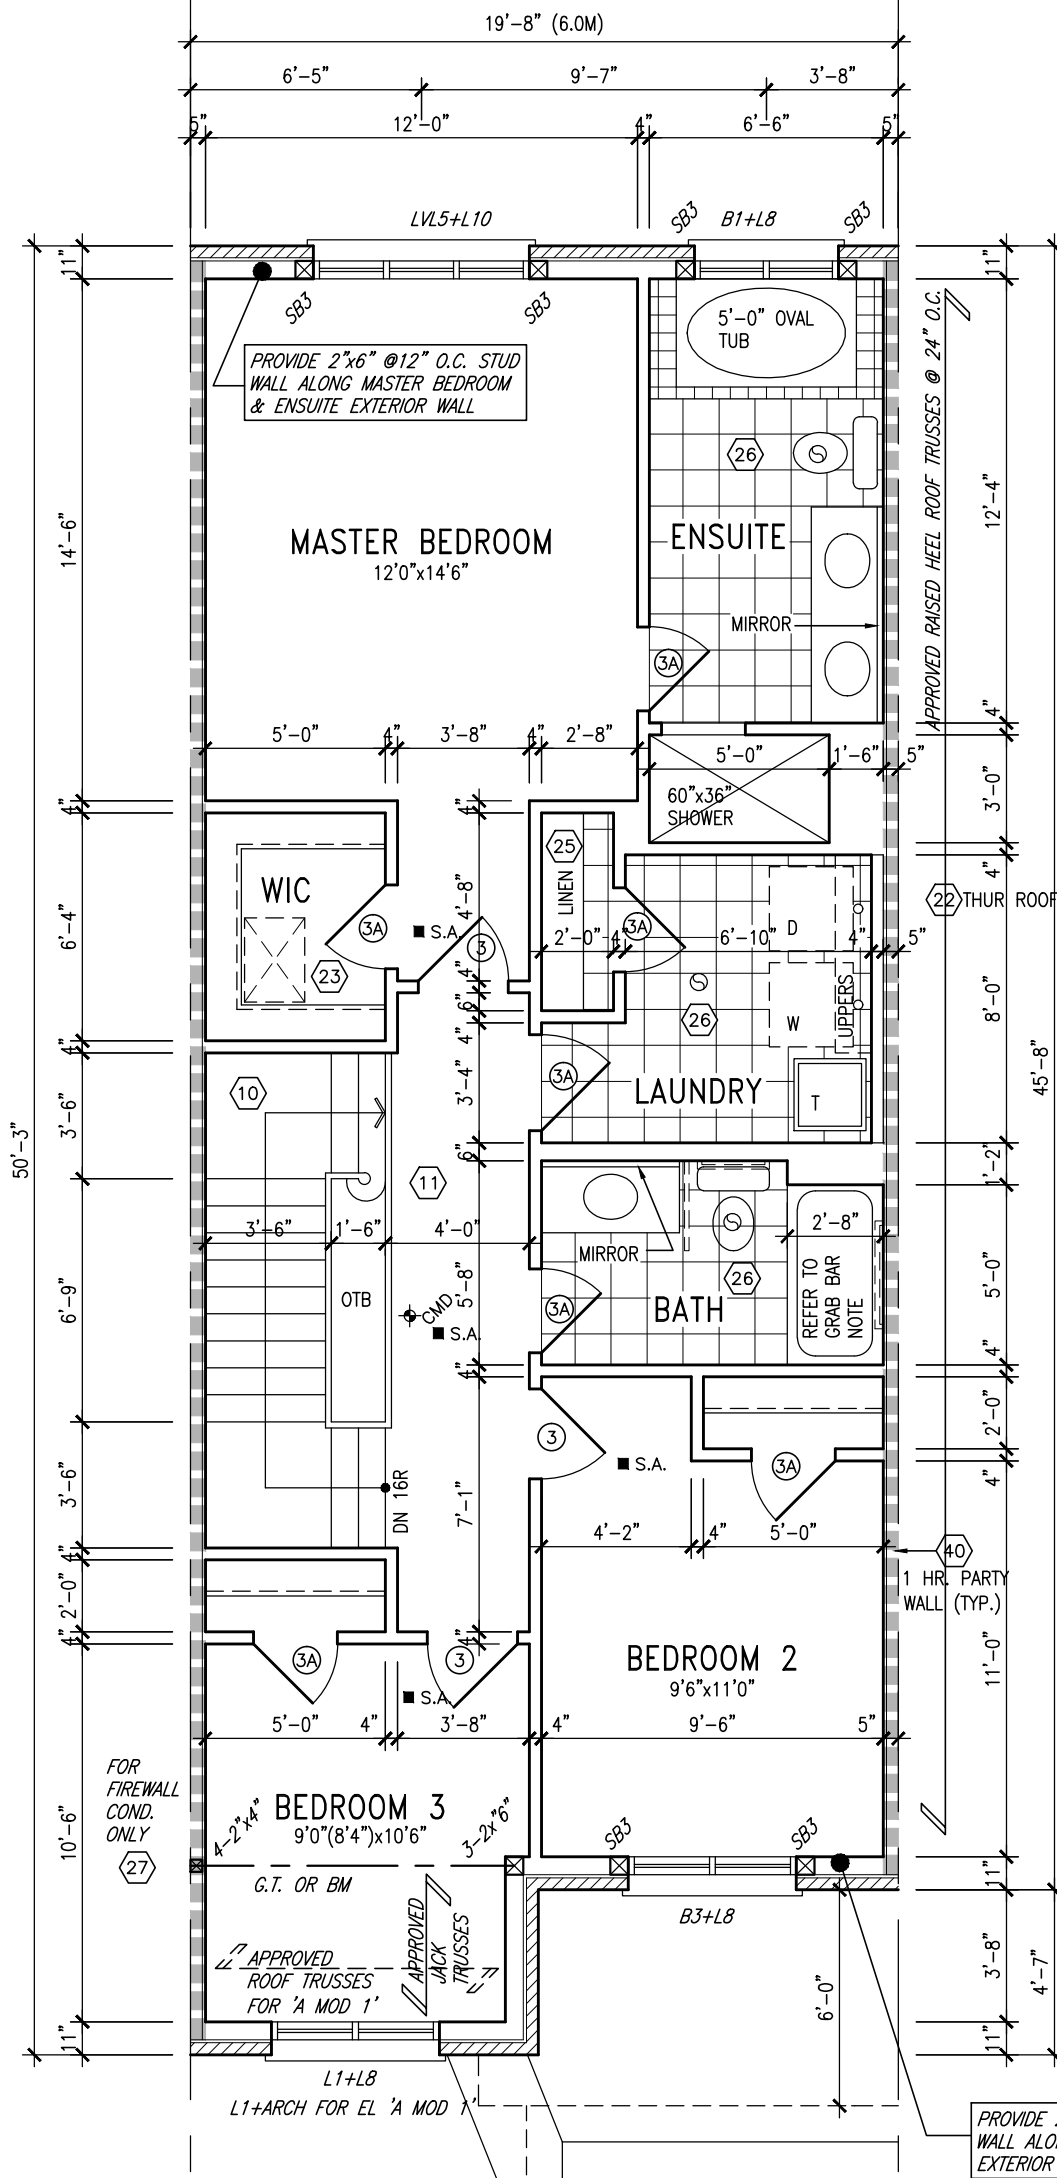 19'-8" (6.0M)
6'-5" 9'-7" 3'-8"
5" 12'-0" 4" 6'-6" 5"
LVL5+L10 SB3 B1+L8 SB3
11" 11"
SB3 SB3
5'-0" OVAL
TUB
PROVIDE 2"x6" @12" O.C. STUD
WALL ALONG MASTER BEDROOM
& ENSUITE EXTERIOR WALL
APPROVED RAISED HEEL ROOF TRUSSES @ 24" O.C.
26
14'-6"
12'-4"
MASTER BEDROOM
12'0"x14'6"
ENSUITE
MIRROR
3A
4"
5'-0" 4" 3'-8" 4" 2'-8" 5'-0" 1'-6" 5"
3'-0"
60"x36"
SHOWER
4" 4"
25
LINEN
4"
WIC
22 THUR ROOF
6'-4"
3A
S.A.
4'-8"
3
2'-0" 4" 3A 6'-10" D 4" 5"
23
4"
6"
26
W
UPPERS
8'-0"
4"
4"
10
3'-6"
3'-4"
3A
LAUNDRY
T
45'-8"
50'-3"
6"
1'-2"
11
3'-6" 1'-6" 4'-0"
MIRROR
2'-8"
26
5'-8"
5'-0"
6'-9"
OTB
CMD
S.A.
3A
BATH
REFER TO
GRAB BAR
NOTE
4"
4"
2'-0"
3
S.A.
3A
4"
3'-6"
DN 16R
7'-1"
4'-2" 4" 5'-0"
40
1 HR. PARTY
WALL (TYP.)
4"
2'-0"
4"
4"
3A
3
S.A.
BEDROOM 2
9'6"x11'0"
11'-0"
5'-0" 4" 3'-8" 4" 9'-6" 5"
FOR
FIREWALL
COND.
ONLY
27
10'-6"
4-2"x4"
BEDROOM 3
9'0"(8'4")x10'6"
3-2x"6"
SB3 SB3
G.T. OR BM
11"
B3+L8
APPROVED
JACK
TRUSSES
APPROVED
ROOF TRUSSES
FOR 'A MOD 1'
6'-0"
3'-8"
4'-7"
11" 11"
L1+L8
L1+ARCH FOR EL 'A MOD 1'
PROVIDE
WALL
EXTERIOR